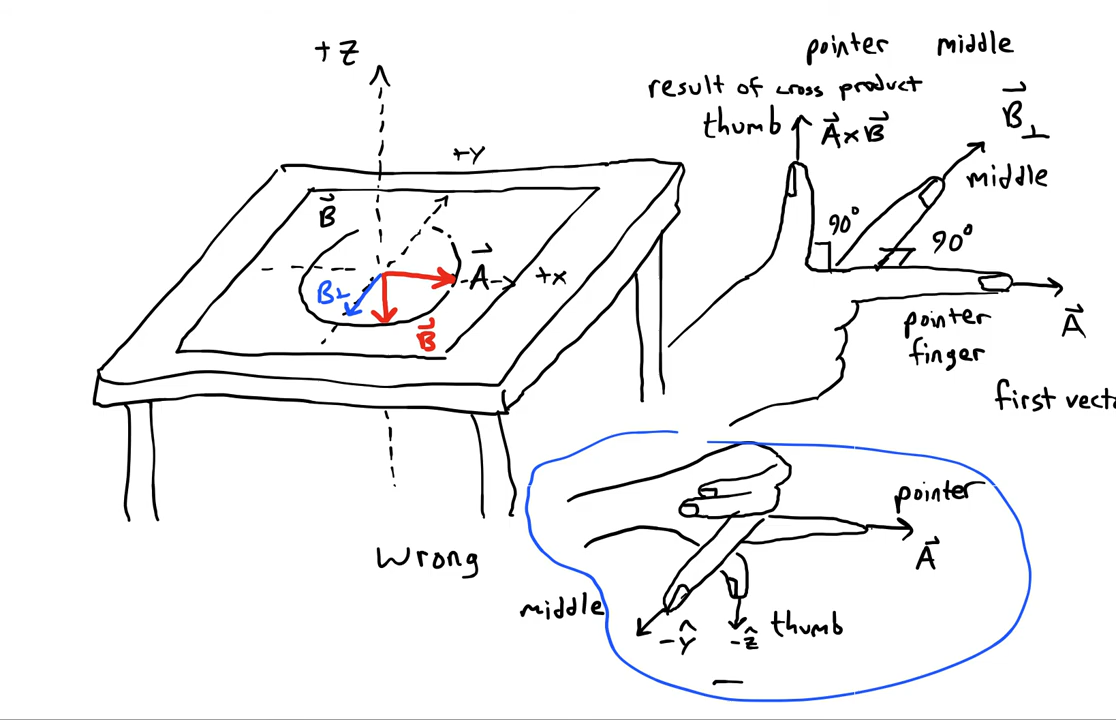 +Z
pointer middle
result of cross product
thumb A⃗ x B⃗
B⃗⊥
middle
90°
90°
A⃗
pointer
finger
first vect
+Y
B⃗
A⃗
+x
B⊥
B⃗
Wrong
pointer
A⃗
middle
-ŷ
-ẑ
thumb